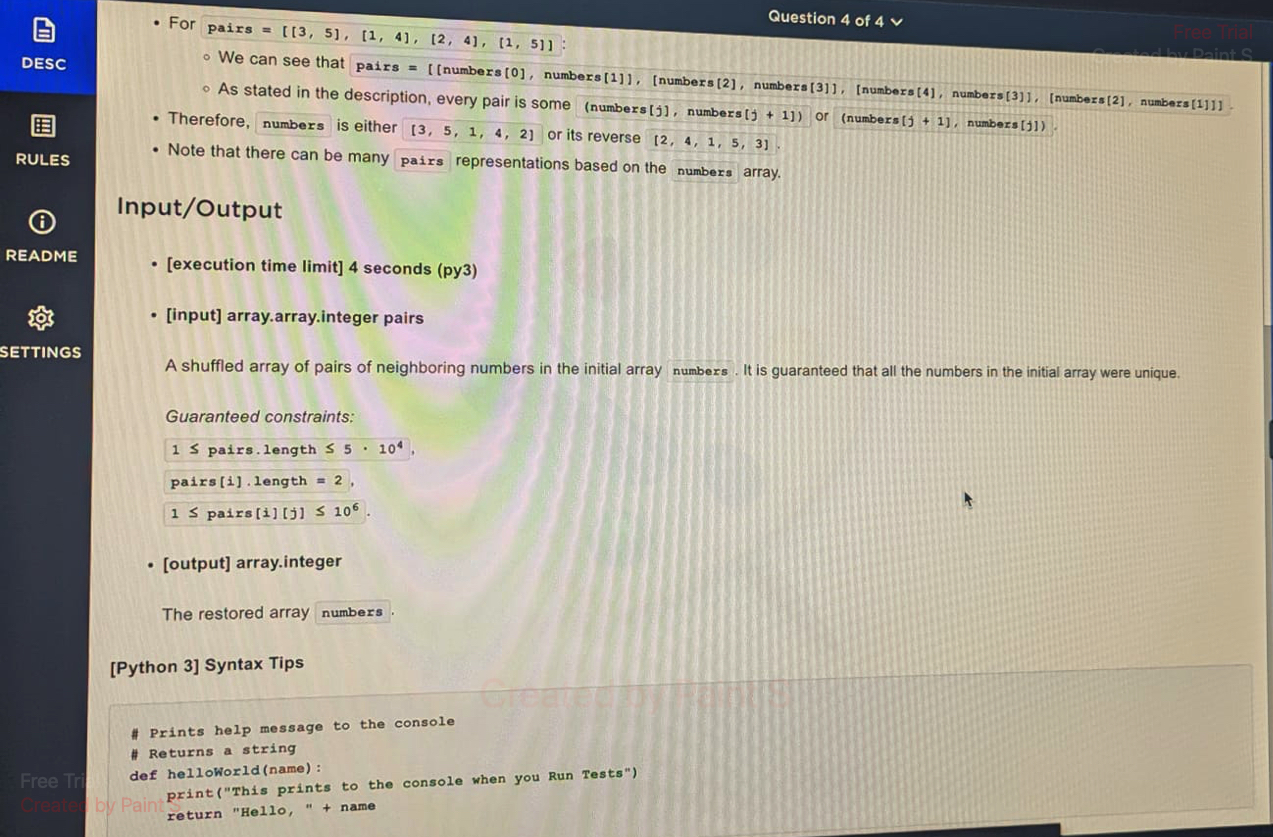 Question 4 of 4
Free Trial
Created by Paint S
DESC
RULES
README
SETTINGS
• For pairs = [[3, 5], [1, 4], [2, 4], [1, 5]]:
◦ We can see that pairs = [[numbers[0], numbers[1]], [numbers[2], numbers[3]], [numbers[4], numbers[3]], [numbers[2], numbers[1]]].
◦ As stated in the description, every pair is some (numbers[j], numbers[j + 1]) or (numbers[j + 1], numbers[j]).
• Therefore, numbers is either [3, 5, 1, 4, 2] or its reverse [2, 4, 1, 5, 3].
• Note that there can be many pairs representations based on the numbers array.
Input/Output
• [execution time limit] 4 seconds (py3)
• [input] array.array.integer pairs
A shuffled array of pairs of neighboring numbers in the initial array numbers. It is guaranteed that all the numbers in the initial array were unique.
Guaranteed constraints:
1 ≤ pairs.length ≤ 5 · 10⁴,
pairs[i].length = 2,
1 ≤ pairs[i][j] ≤ 10⁶.
• [output] array.integer
The restored array numbers.
[Python 3] Syntax Tips
Created by Paint S
# Prints help message to the console
# Returns a string
def helloWorld(name):
    print("This prints to the console when you Run Tests")
    return "Hello, " + name
Free Tri
Created by Paint S